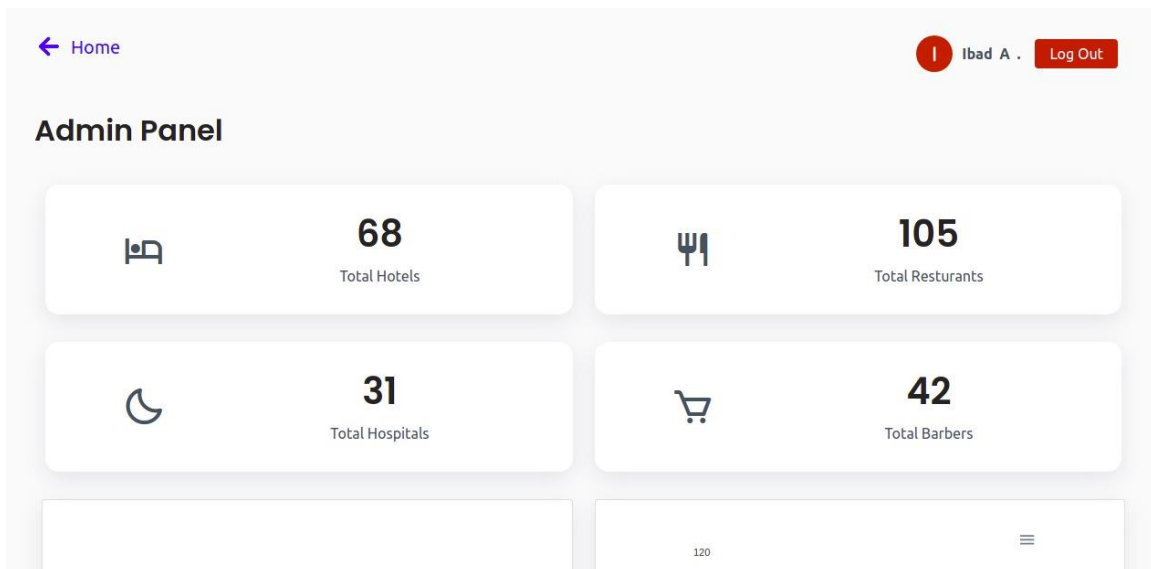 Home
I Ibad A . Log Out
Admin Panel
68
Total Hotels
105
Total Resturants
31
Total Hospitals
42
Total Barbers
120